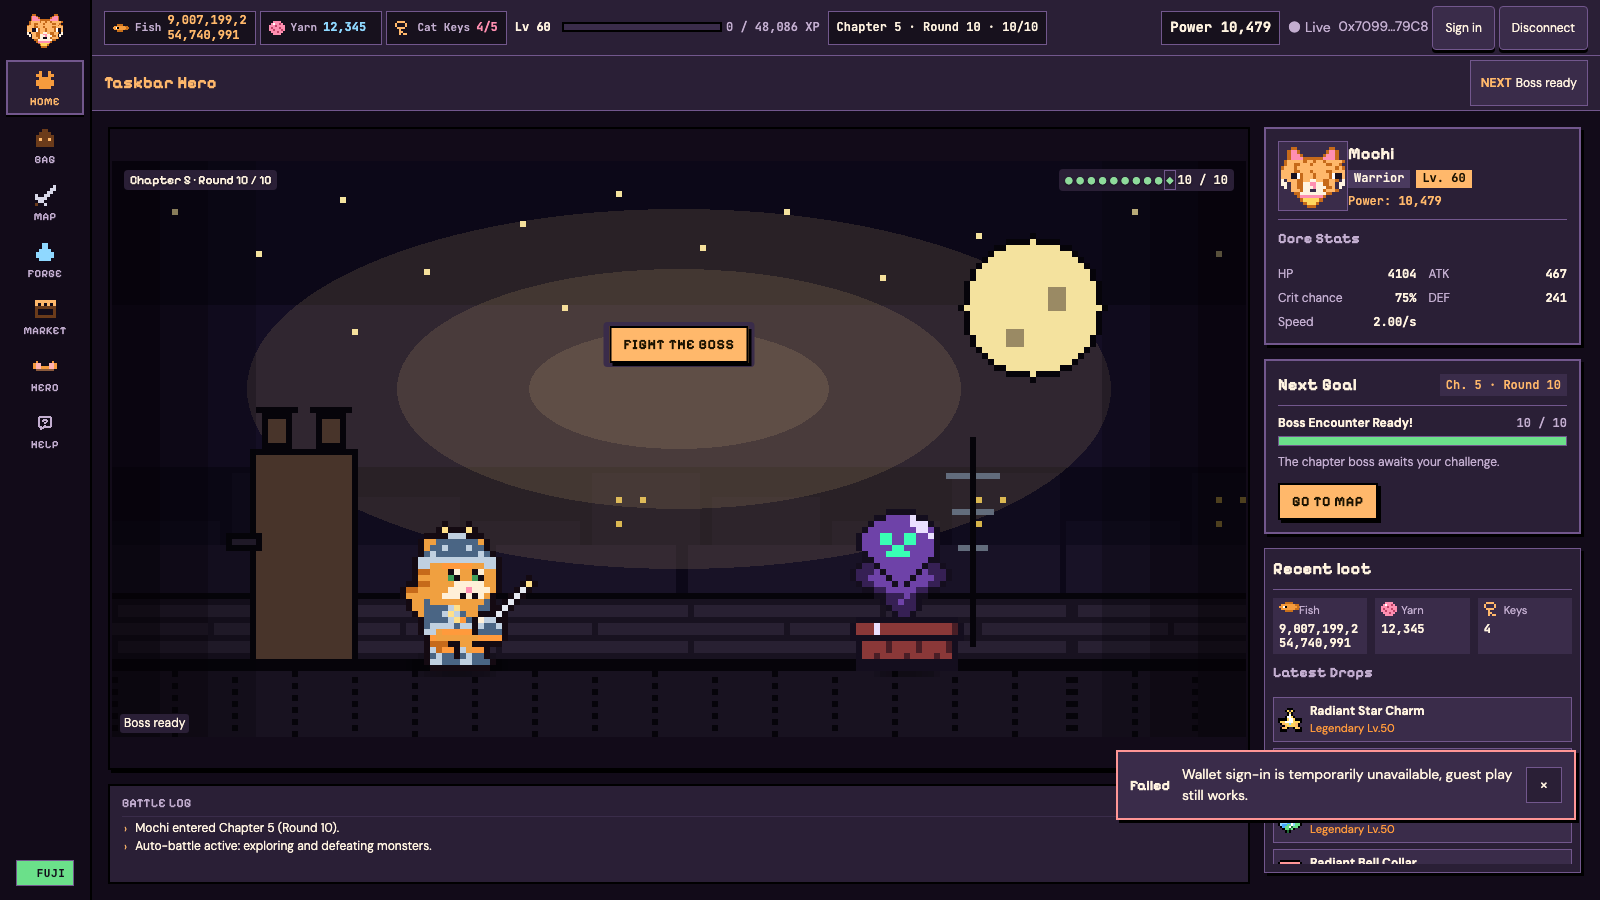 Fish 9,007,199,2
54,740,991
Yarn 12,345
Cat Keys 4/5
Lv 60
0 / 48,086 XP
Chapter 5 · Round 10 · 10/10
Power 10,479
Live 0x7099…79C8
Sign in
Disconnect
Taskbar Hero
NEXT Boss ready
HOME
BAG
MAP
FORGE
MARKET
HERO
HELP
FUJI
Chapter 5 · Round 10 / 10
10 / 10
FIGHT THE BOSS
Boss ready
BATTLE LOG
› Mochi entered Chapter 5 (Round 10).
› Auto-battle active: exploring and defeating monsters.
Mochi
Warrior Lv. 60
Power: 10,479
Core Stats
HP 4104 ATK 467
Crit chance 75% DEF 241
Speed 2.00/s
Next Goal Ch. 5 · Round 10
Boss Encounter Ready! 10 / 10
The chapter boss awaits your challenge.
GO TO MAP
Recent loot
Fish Yarn Keys
9,007,199,2 12,345 4
54,740,991
Latest Drops
Radiant Star Charm
Legendary Lv.50
Failed
Wallet sign-in is temporarily unavailable, guest play
still works.
×
Legendary Lv.50
Radiant Bell Collar